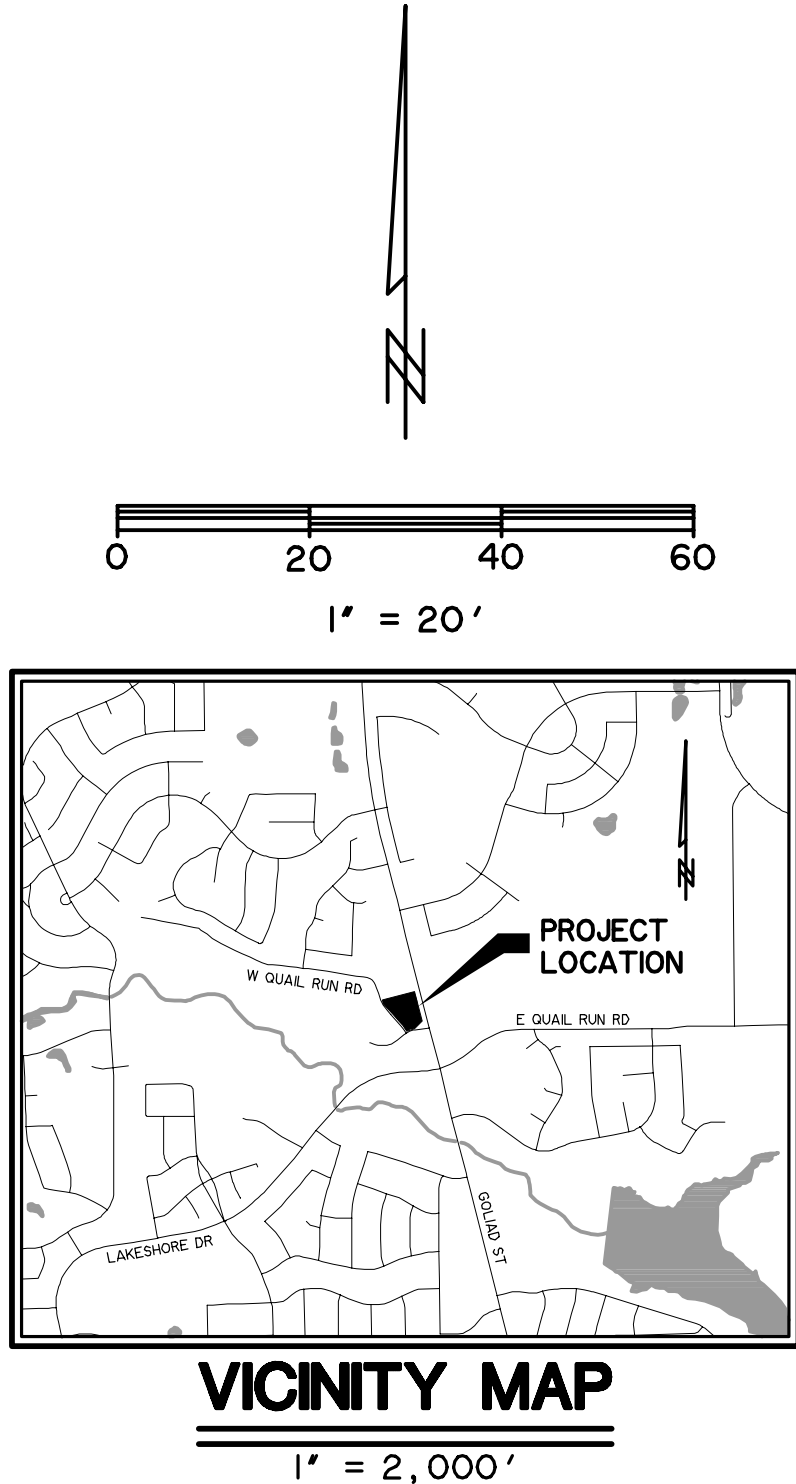 N
0 20 40 60
1" = 20'
N
PROJECT
LOCATION
W QUAIL RUN RD
E QUAIL RUN RD
GOLIAD ST
LAKESHORE DR
VICINITY MAP
1" = 2,000'